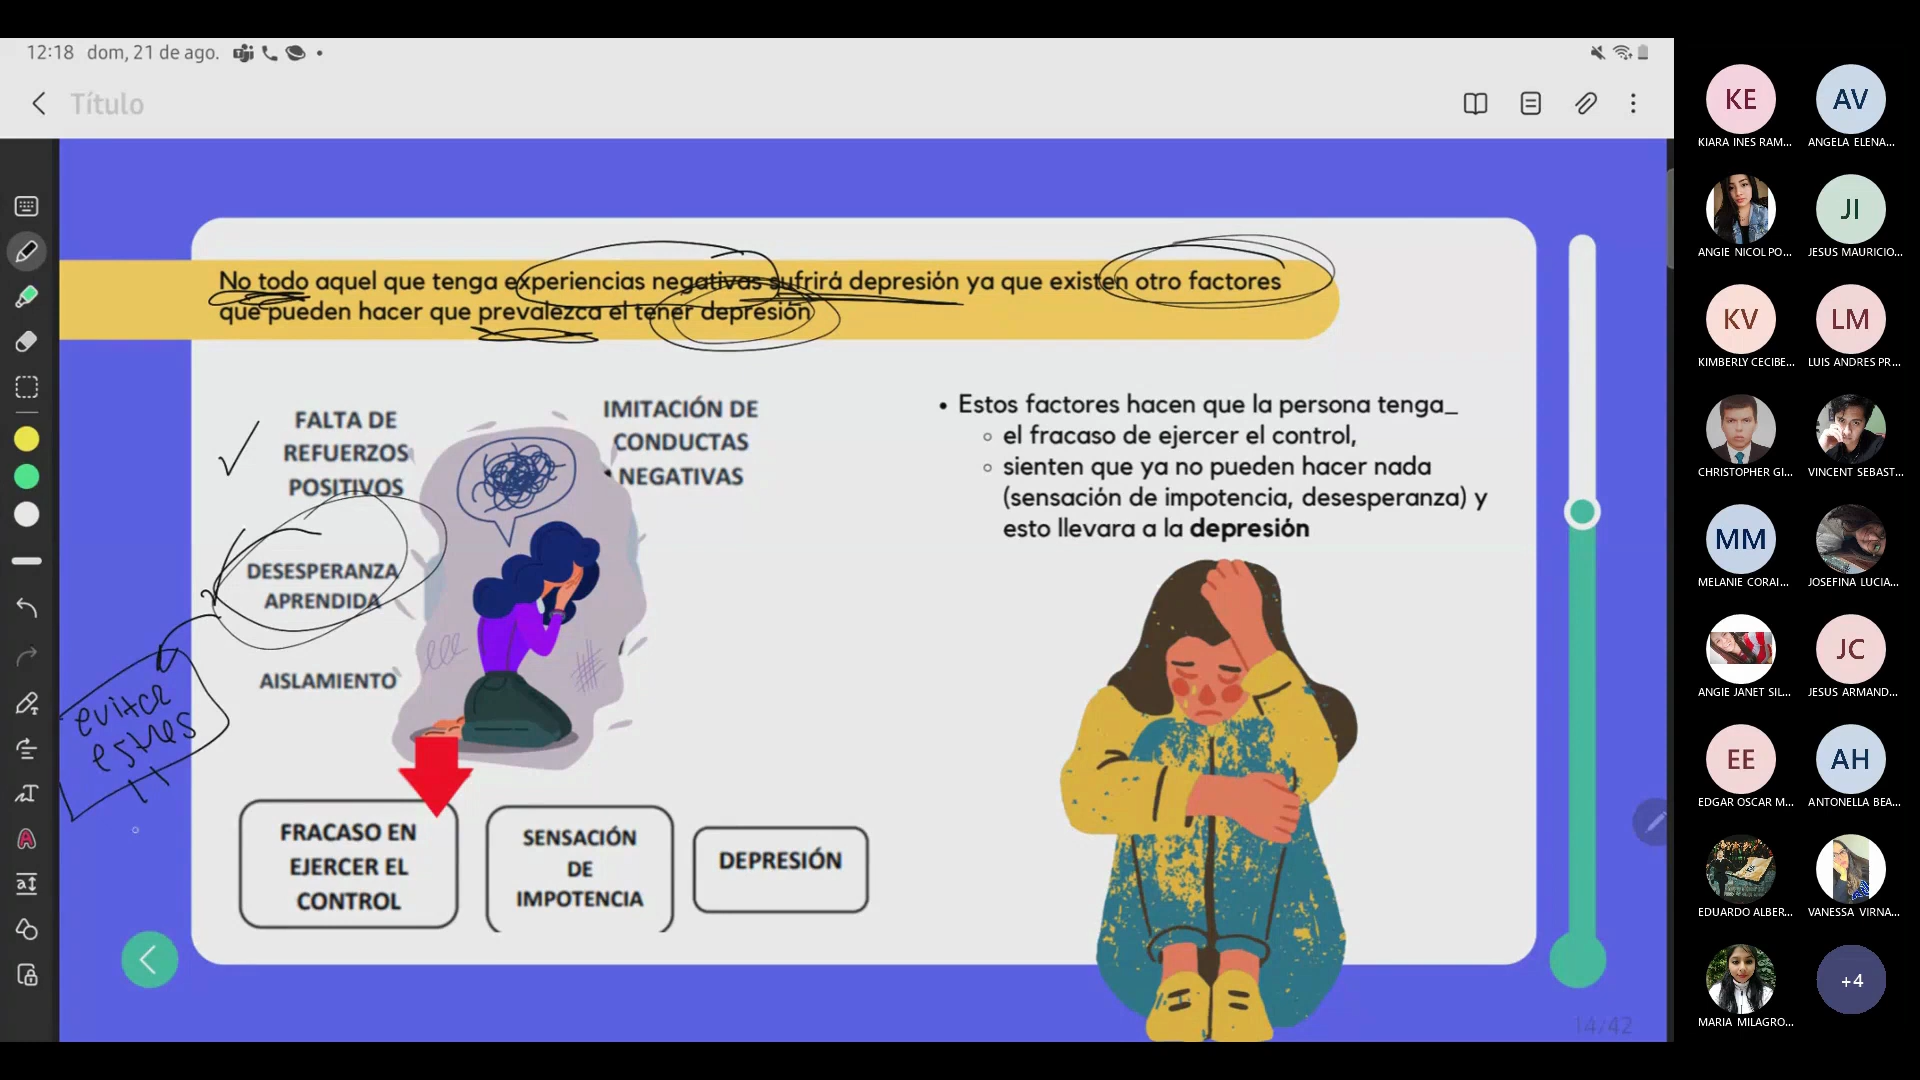 12:18 dom, 21 de ago.
Título
No todo aquel que tenga experiencias negativas sufrirá depresión ya que existen otro factores
que pueden hacer que prevalezca el tener depresión
FALTA DE
REFUERZOS
POSITIVOS
IMITACIÓN DE
CONDUCTAS
NEGATIVAS
DESESPERANZA
APRENDIDA
AISLAMIENTO
evitar
estres
FRACASO EN
EJERCER EL
CONTROL
SENSACIÓN
DE
IMPOTENCIA
DEPRESIÓN
• Estos factores hacen que la persona tenga_
○ el fracaso de ejercer el control,
○ sienten que ya no pueden hacer nada
(sensación de impotencia, desesperanza) y
esto llevara a la depresión
14/42
KE
KIARA INES RAM...
AV
ANGELA ELENA...
ANGIE NICOL PO...
JI
JESUS MAURICIO...
KV
KIMBERLY CECIBE...
LM
LUIS ANDRES PR...
CHRISTOPHER GI...
VINCENT SEBAST...
MM
MELANIE CORAI...
JOSEFINA LUCIA...
ANGIE JANET SIL...
JC
JESUS ARMAND...
EE
EDGAR OSCAR M...
AH
ANTONELLA BEA...
EDUARDO ALBER...
VANESSA VIRNA...
MARIA MILAGRO...
+4